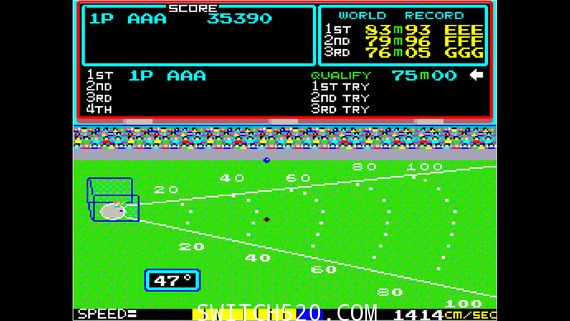 SCORE
1P AAA 35390
WORLD RECORD
1ST 83m93 EEE
2ND 79m96 FFF
3RD 76m05 GGG
1ST 1P AAA
2ND
3RD
4TH
QUALIFY 75m00
1ST TRY
2ND TRY
3RD TRY
20 40 60 80 100
20 40 60 80 100
47°
SPEED= 1414CM/SEC
SWITCH520.COM